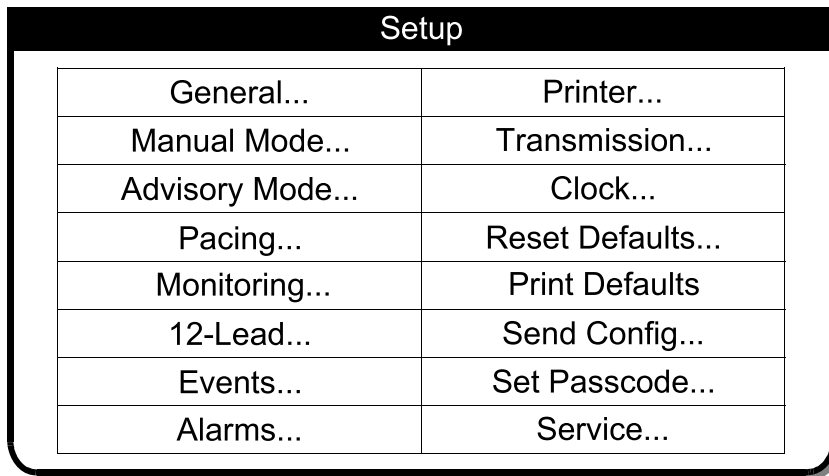 Setup
General... Printer...
Manual Mode... Transmission...
Advisory Mode... Clock...
Pacing... Reset Defaults...
Monitoring... Print Defaults
12-Lead... Send Config...
Events... Set Passcode...
Alarms... Service...